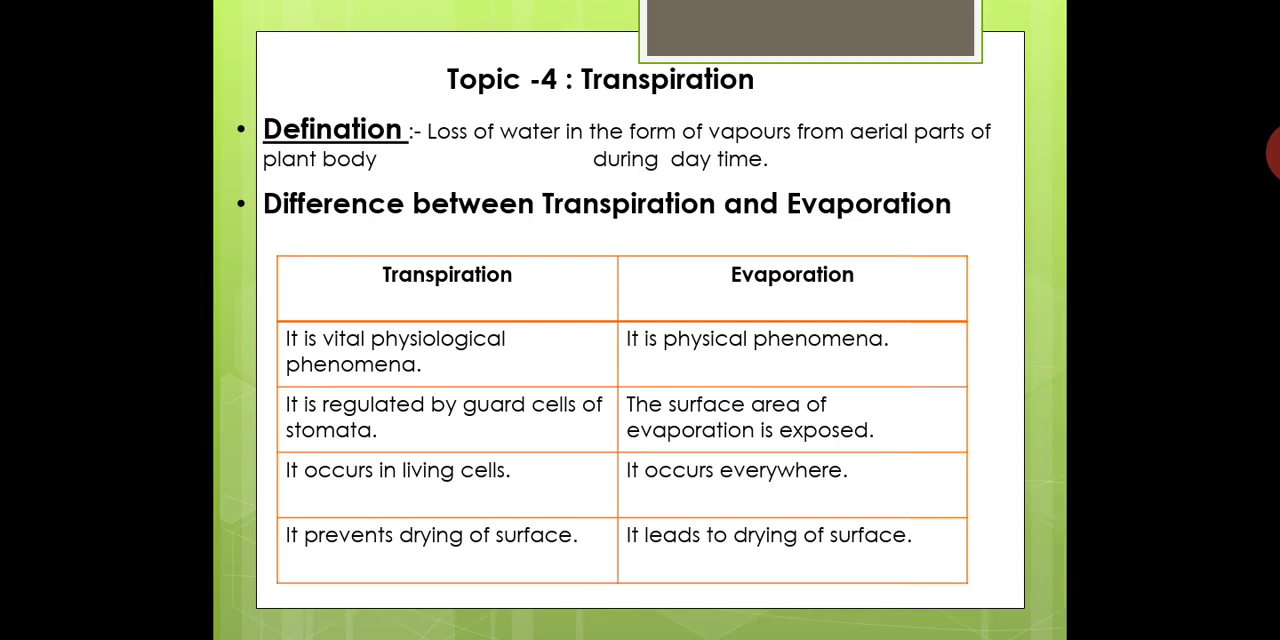 Topic -4 : Transpiration
• Defination :- Loss of water in the form of vapours from aerial parts of
plant body during day time.
• Difference between Transpiration and Evaporation
Transpiration Evaporation
It is vital physiological
phenomena.
It is physical phenomena.
It is regulated by guard cells of
stomata.
The surface area of
evaporation is exposed.
It occurs in living cells.
It occurs everywhere.
It prevents drying of surface.
It leads to drying of surface.